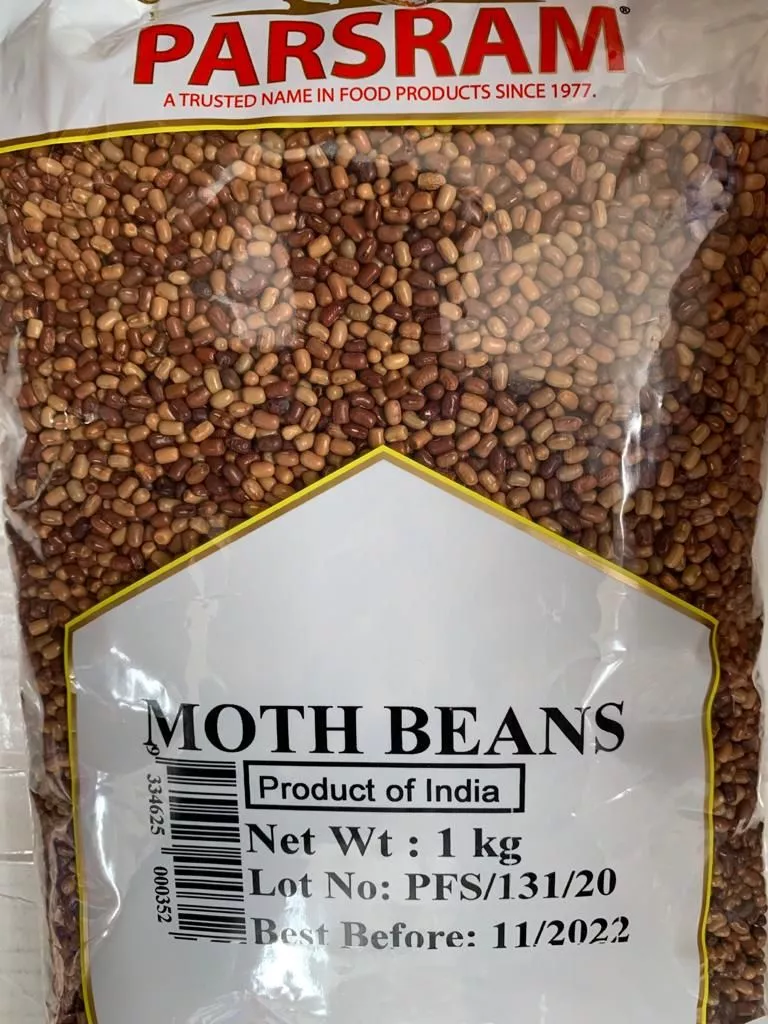 PARSRAM®
A TRUSTED NAME IN FOOD PRODUCTS SINCE 1977.
MOTH BEANS
Product of India
Net Wt : 1 kg
Lot No: PFS/131/20
Best Before: 11/2022
9 334625 000352